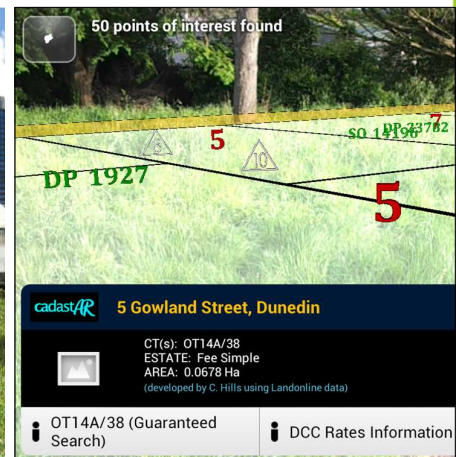 50 points of interest found
7
DP 23782
SO 14196
5
6
10
DP 1927
5
cadastAR
5 Gowland Street, Dunedin
CT(s): OT14A/38
ESTATE: Fee Simple
AREA: 0.0678 Ha
(developed by C. Hills using Landonline data)
OT14A/38 (Guaranteed
Search)
DCC Rates Information